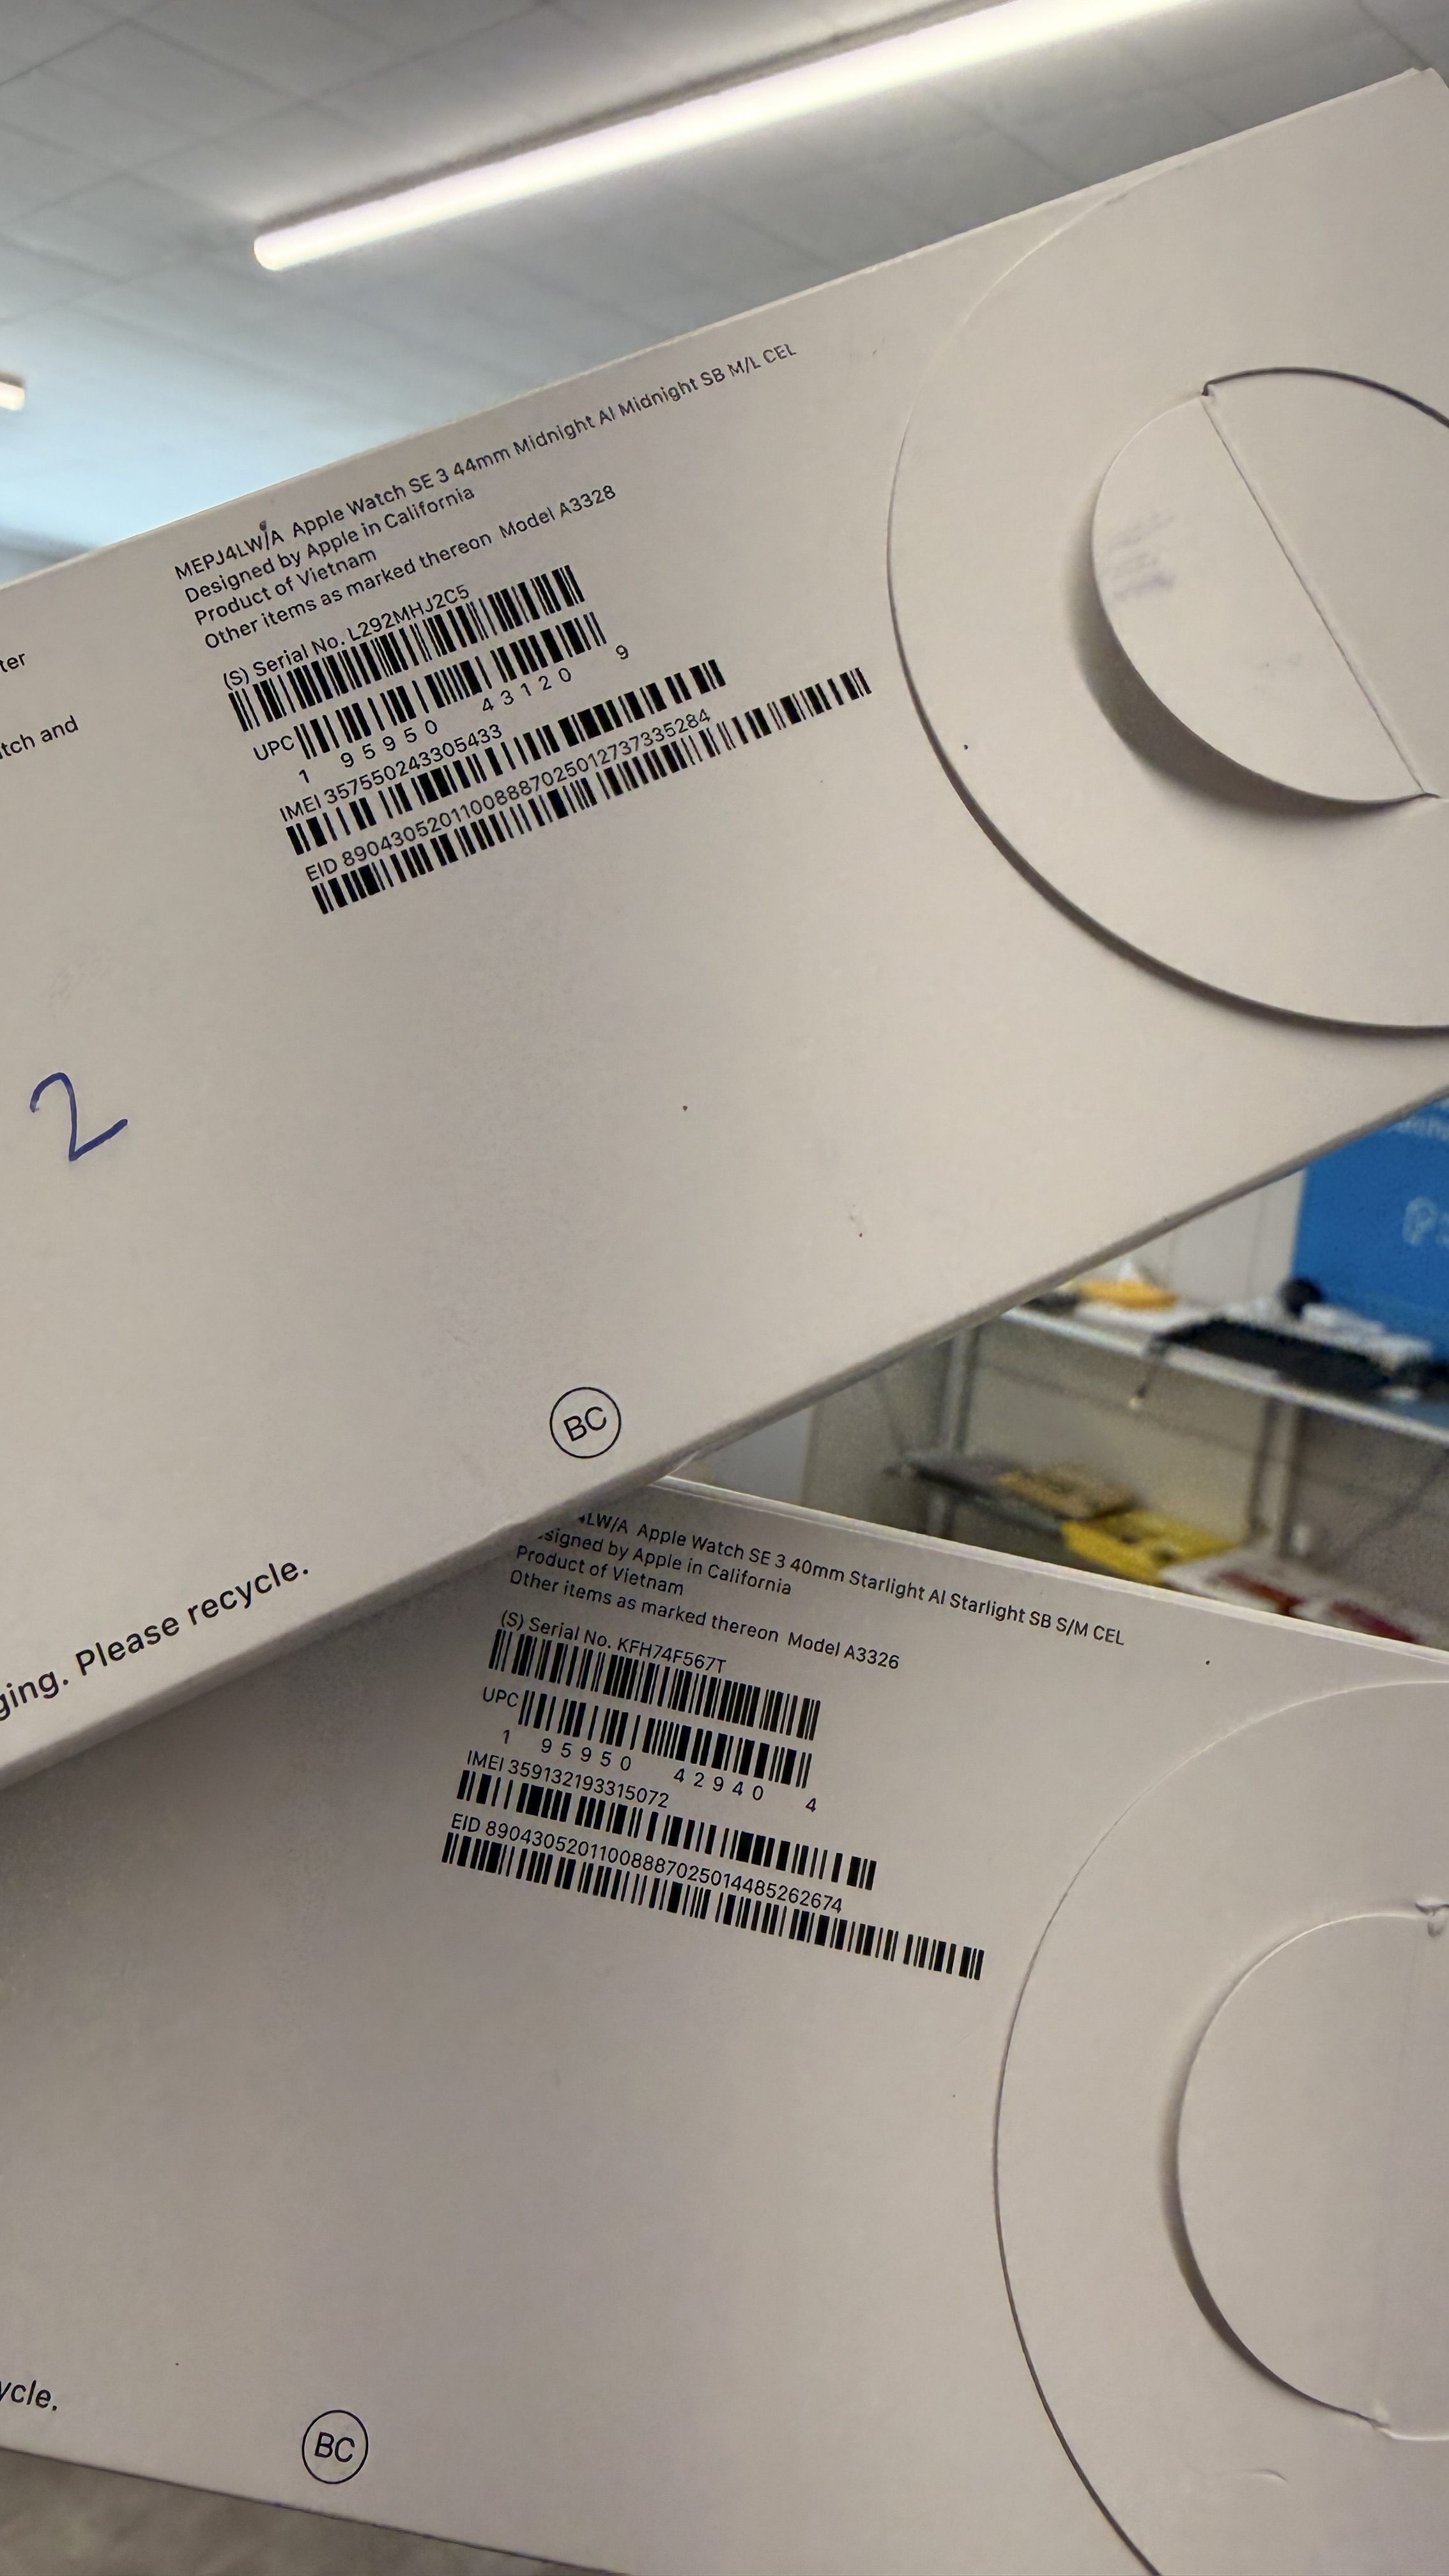 MEPJ4LW/A Apple Watch SE 3 44mm Midnight Al Midnight SB M/L CEL
Designed by Apple in California
Product of Vietnam
Other items as marked thereon Model A3328
(S) Serial No. L292MHJ2C5
UPC
1 95950 43120 9
IMEI 357550243305433
EID 89043052011008887025012737335284
ter
tch and
2
BC
ging. Please recycle.
4LW/A Apple Watch SE 3 40mm Starlight Al Starlight SB S/M CEL
signed by Apple in California
Product of Vietnam
Other items as marked thereon Model A3326
(S) Serial No. KFH74F567T
UPC
1 95950 42940 4
IMEI 359132193315072
EID 89043052011008887025014485262674
ycle.
BC